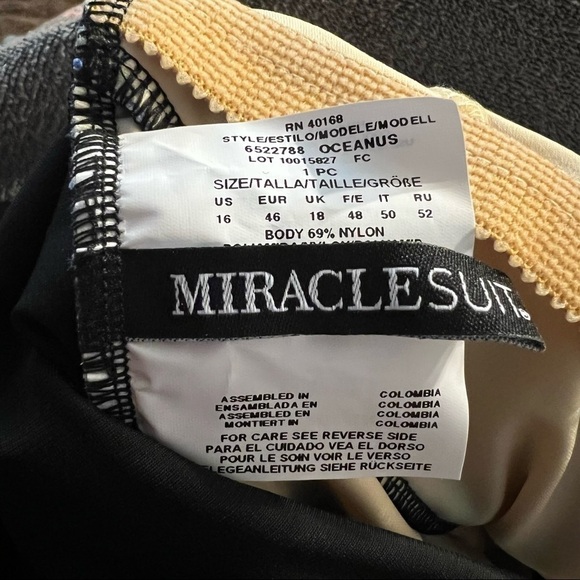 RN 40168
STYLE/ESTILO/MODELE/MODELL
6522788 OCEANUS
LOT 10015827 FC
1 PC
SIZE/TALLA/TAILLE/GRÖßE
US EUR UK F/E IT RU
16 46 18 48 50 52
BODY 69% NYLON
MIRACLESUIT
ASSEMBLED IN COLOMBIA
ENSAMBLADA EN COLOMBIA
ASSEMBLED EN COLOMBIA
MONTIERT IN COLOMBIA
FOR CARE SEE REVERSE SIDE
PARA EL CUIDADO VEA EL DORSO
POUR LE SOIN VOIR LE VERSO
LEGEANLEITUNG SIEHE RÜCKSEITE